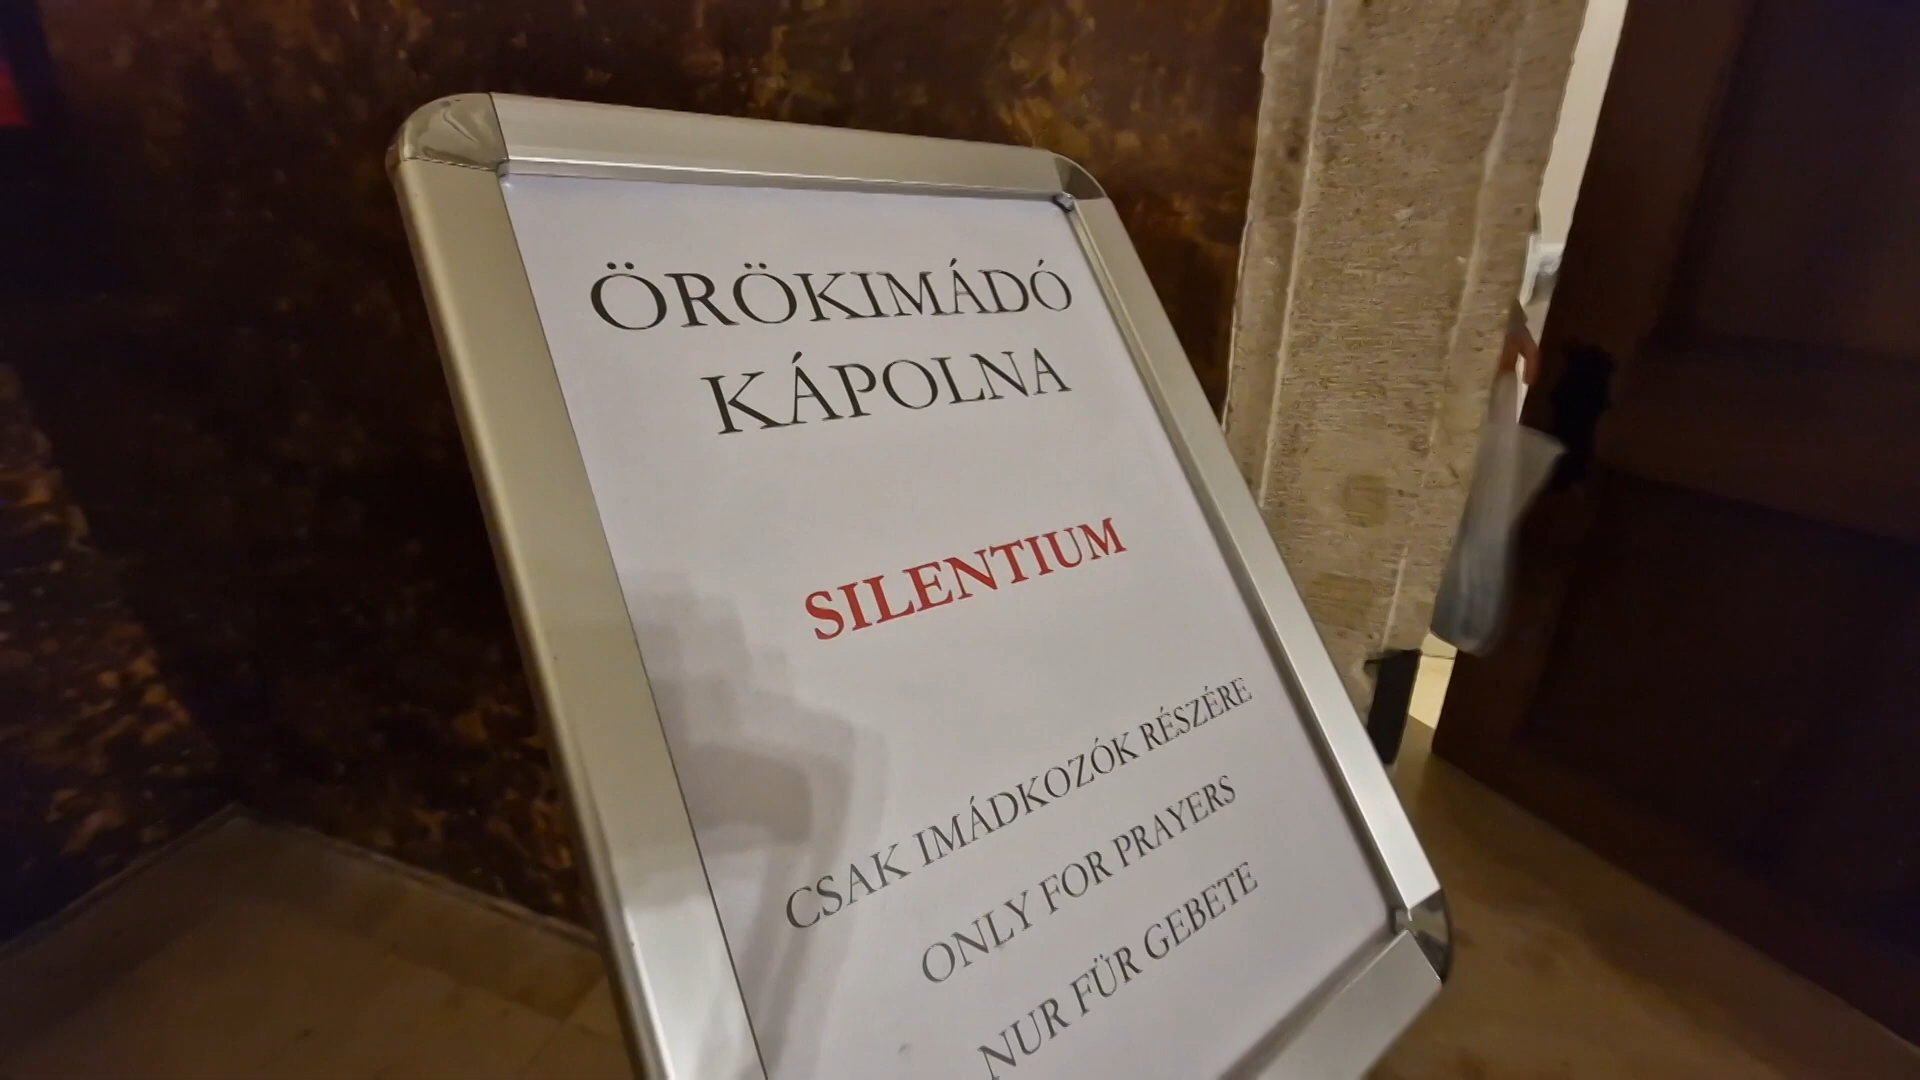 ÖRÖKIMÁDÓ
KÁPOLNA
SILENTIUM
CSAK IMÁDKOZÓK RÉSZÉRE
ONLY FOR PRAYERS
NUR FÜR GEBETE